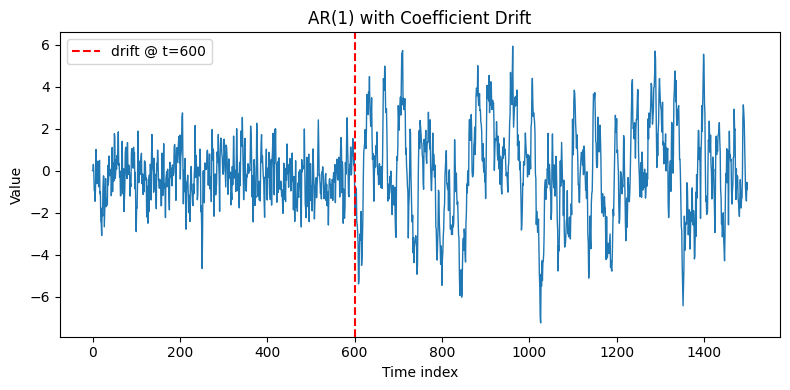 AR(1) with Coefficient Drift
drift @ t=600
Value
6
4
2
0
−2
−4
−6
0 200 400 600 800 1000 1200 1400
Time index